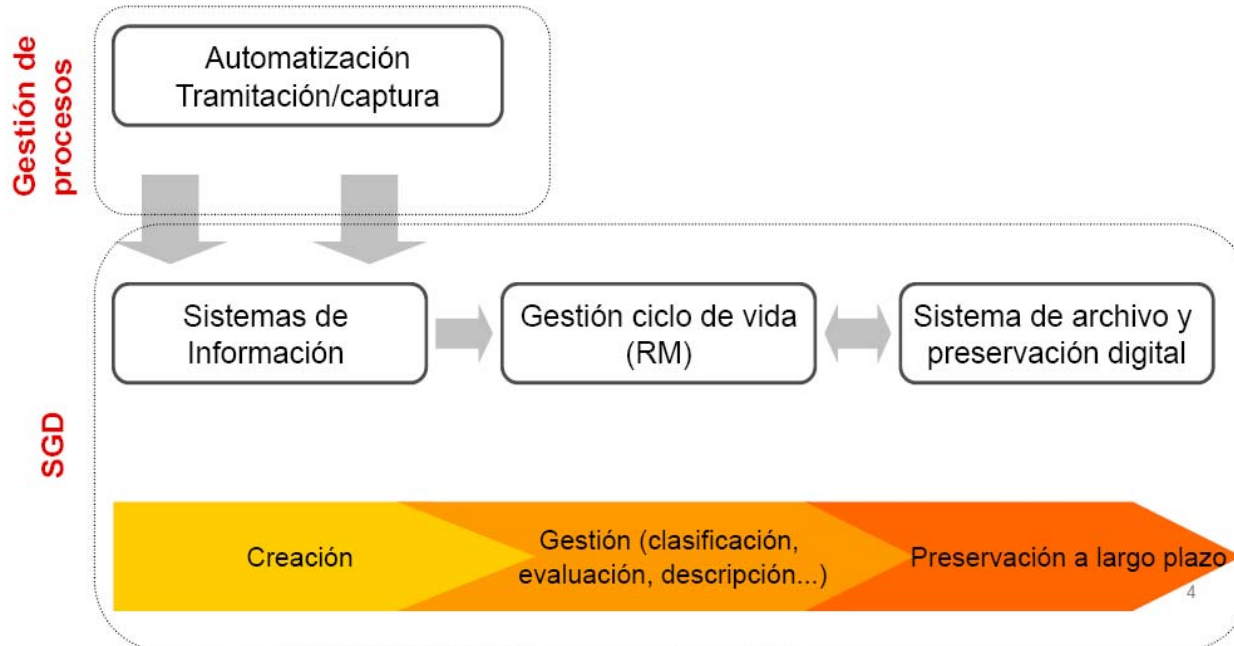 Gestión de
procesos
Automatización
Tramitación/captura
SGD
Sistemas de
Información
Gestión ciclo de vida
(RM)
Sistema de archivo y
preservación digital
Creación
Gestión (clasificación,
evaluación, descripción...)
Preservación a largo plazo
4